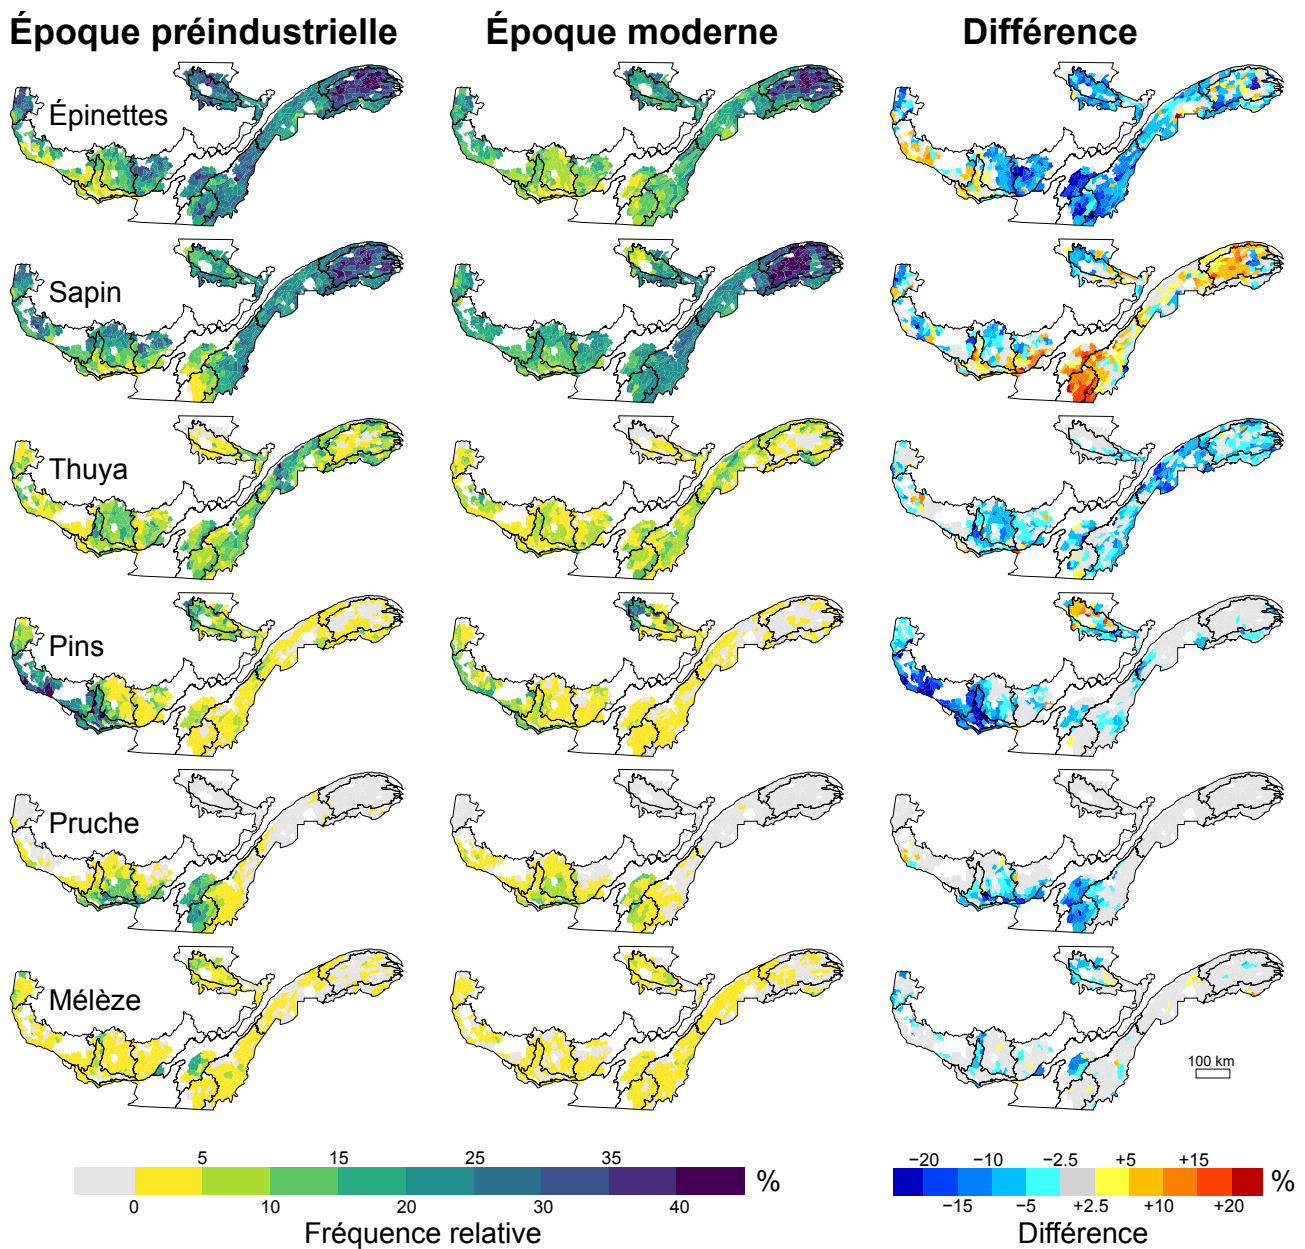 Époque préindustrielle Époque moderne Différence
Épinettes
Sapin
Thuya
Pins
Pruche
Mélèze
100 km
5 15 25 35
%
0 10 20 30 40
Fréquence relative
−20 −10 −2.5 +5 +15
%
−15 −5 +2.5 +10 +20
Différence